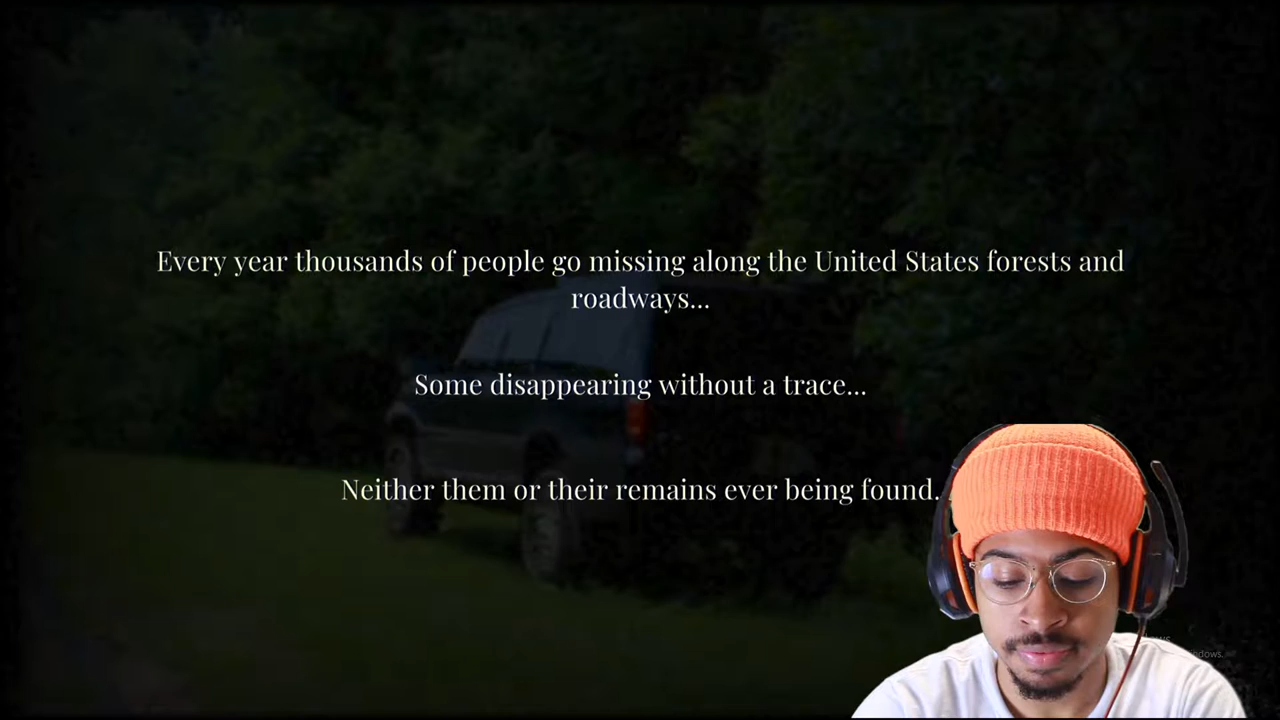 Every year thousands of people go missing along the United States forests and
roadways...
Some disappearing without a trace...
Neither them or their remains ever being found.